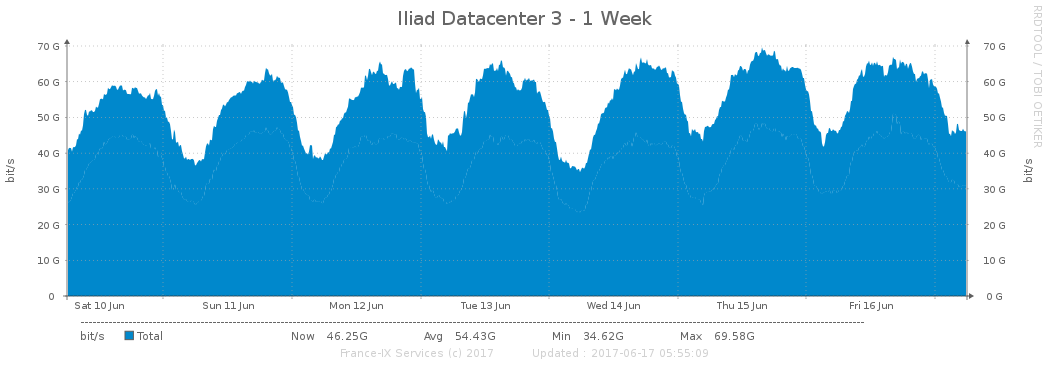 Iliad Datacenter 3 - 1 Week
RRDTOOL / TOBI OETIKER
bit/s
70 G
60 G
50 G
40 G
30 G
20 G
10 G
0
70 G
60 G
50 G
40 G
30 G
20 G
10 G
0 G
bit/s
Sat 10 Jun Sun 11 Jun Mon 12 Jun Tue 13 Jun Wed 14 Jun Thu 15 Jun Fri 16 Jun
bit/s Total Now 46.25G Avg 54.43G Min 34.62G Max 69.58G
France-IX Services (c) 2017 Updated : 2017-06-17 05:55:09